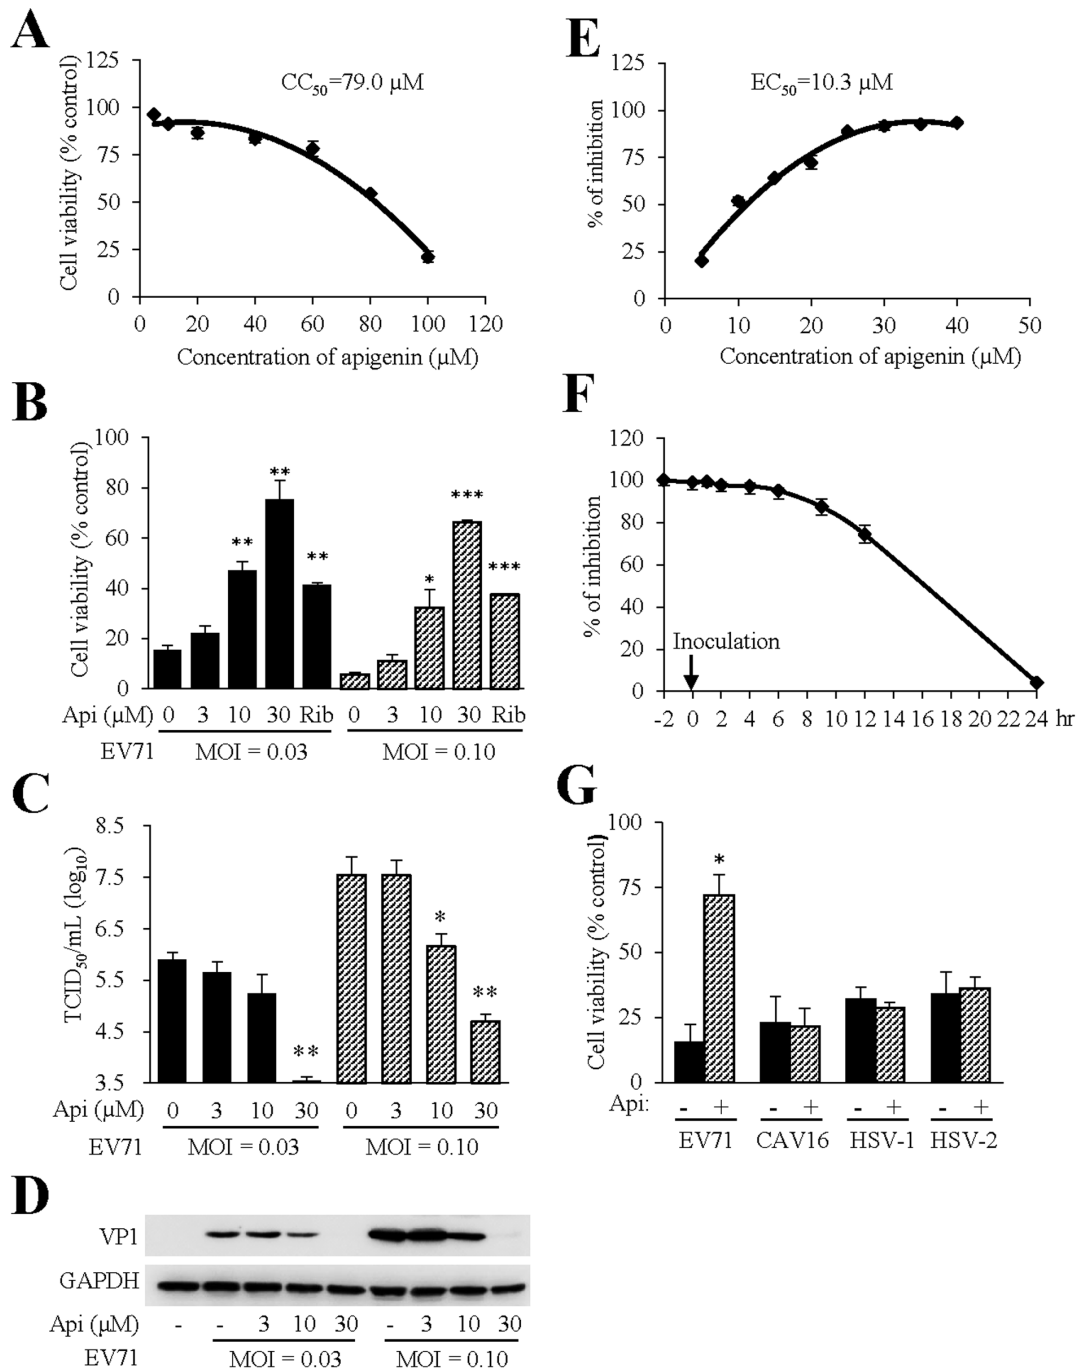 A
Cell viability (% control)
125
100
75
50
25
0
CC50=79.0 µM
0 20 40 60 80 100 120
Concentration of apigenin (µM)
B
Cell viability (% control)
100
80
60
40
20
0
** ** ** * *** ***
Api (µM) 0 3 10 30 Rib 0 3 10 30 Rib
EV71 MOI = 0.03 MOI = 0.10
C
TCID50/mL (log10)
8.5
7.5
6.5
5.5
4.5
3.5
** * **
Api (µM) 0 3 10 30 0 3 10 30
EV71 MOI = 0.03 MOI = 0.10
D
VP1
GAPDH
Api (µM) - - 3 10 30 - 3 10 30
EV71 MOI = 0.03 MOI = 0.10
E
% of inhibition
125
100
75
50
25
0
EC50=10.3 µM
0 10 20 30 40 50
Concentration of apigenin (µM)
F
% of inhibition
120
100
80
60
40
20
0
Inoculation
-2 0 2 4 6 8 10 12 14 16 18 20 22 24 hr
G
Cell viability (% control)
100
75
50
25
0
*
Api: - + - + - + - +
EV71 CAV16 HSV-1 HSV-2